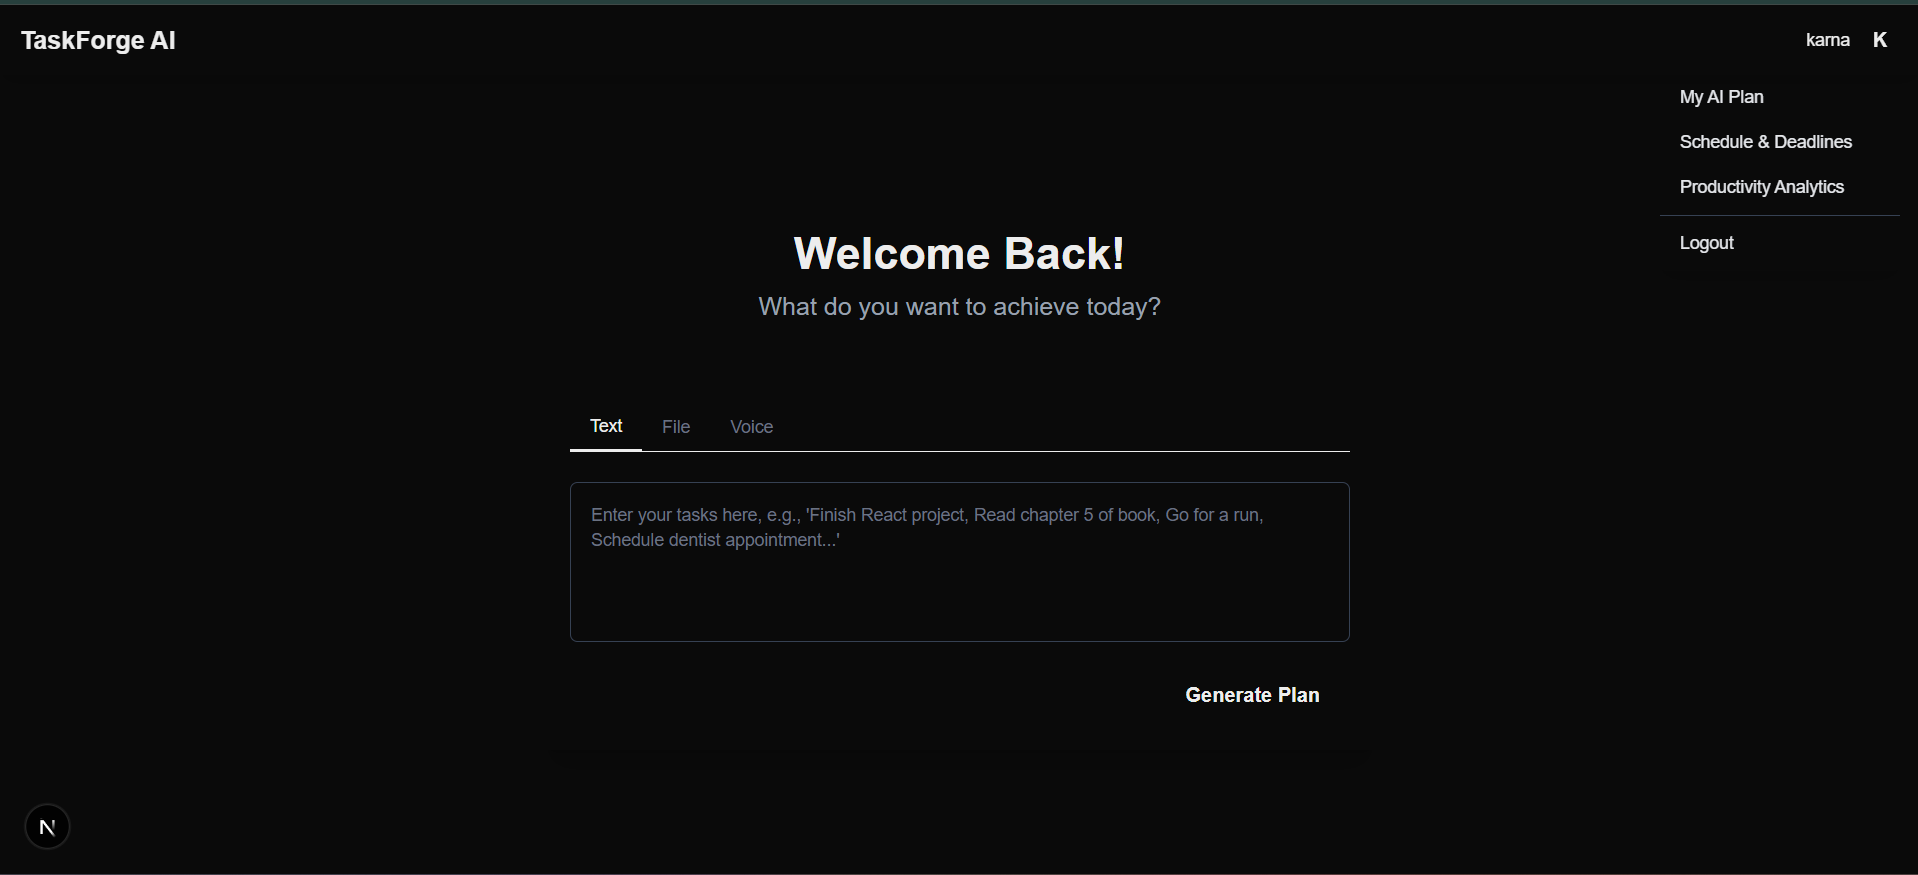 TaskForge AI
karna K
My AI Plan
Schedule & Deadlines
Productivity Analytics
Logout
Welcome Back!
What do you want to achieve today?
Text File Voice
Enter your tasks here, e.g., 'Finish React project, Read chapter 5 of book, Go for a run,
Schedule dentist appointment...'
Generate Plan
N